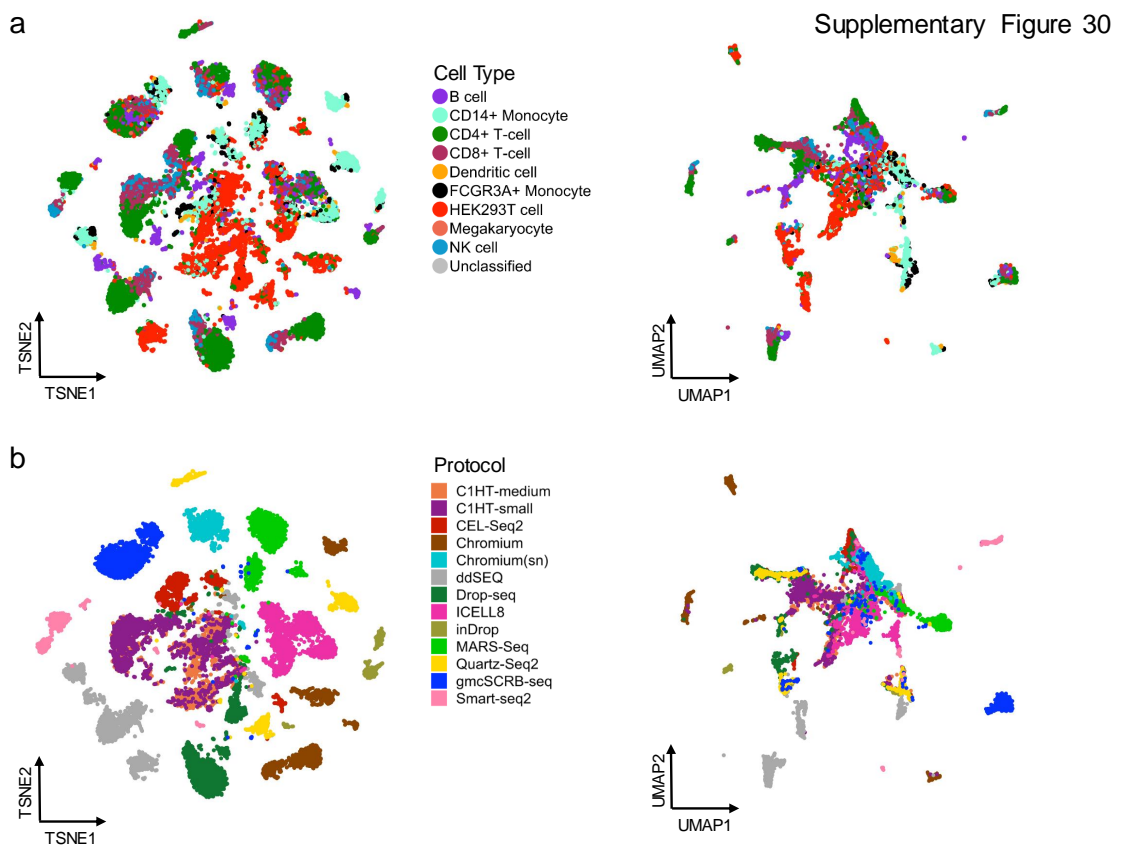 a
Supplementary Figure 30
Cell Type
B cell
CD14+ Monocyte
CD4+ T-cell
CD8+ T-cell
Dendritic cell
FCGR3A+ Monocyte
HEK293T cell
Megakaryocyte
NK cell
Unclassified
TSNE2
TSNE1
UMAP2
UMAP1
b
Protocol
C1HT-medium
C1HT-small
CEL-Seq2
Chromium
Chromium(sn)
ddSEQ
Drop-seq
ICELL8
inDrop
MARS-Seq
Quartz-Seq2
gmcSCRB-seq
Smart-seq2
TSNE2
TSNE1
UMAP2
UMAP1